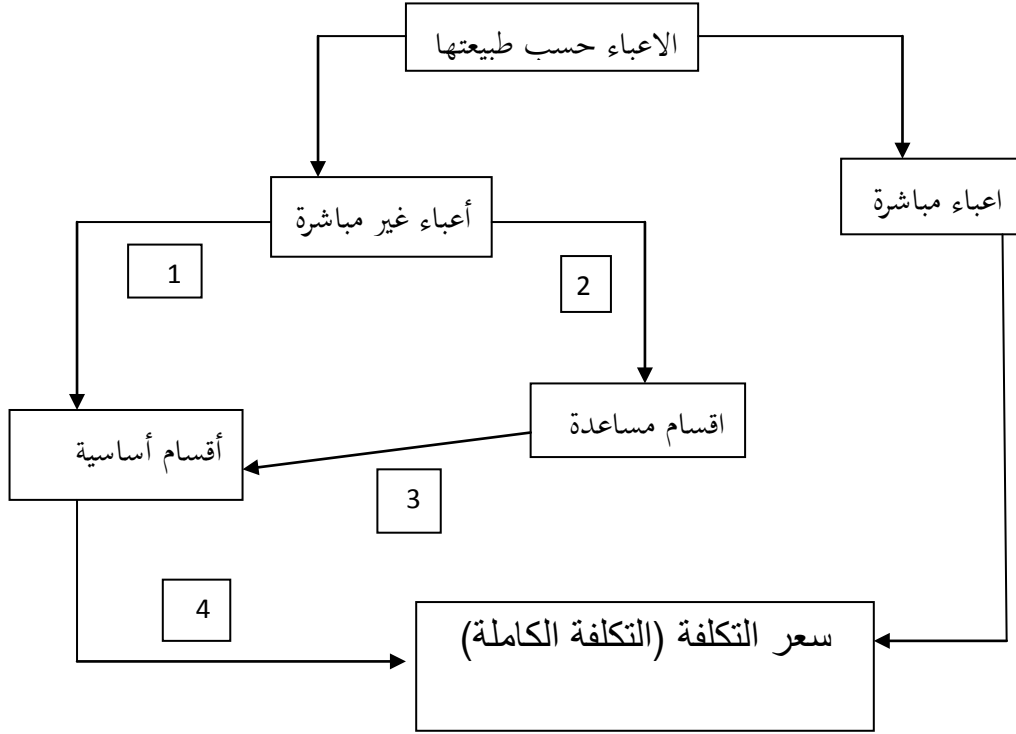 الاعباء حسب طبيعتها
اعباء مباشرة
أعباء غير مباشرة
1
2
اقسام مساعدة
أقسام أساسية
3
4
سعر التكلفة (التكلفة الكاملة)